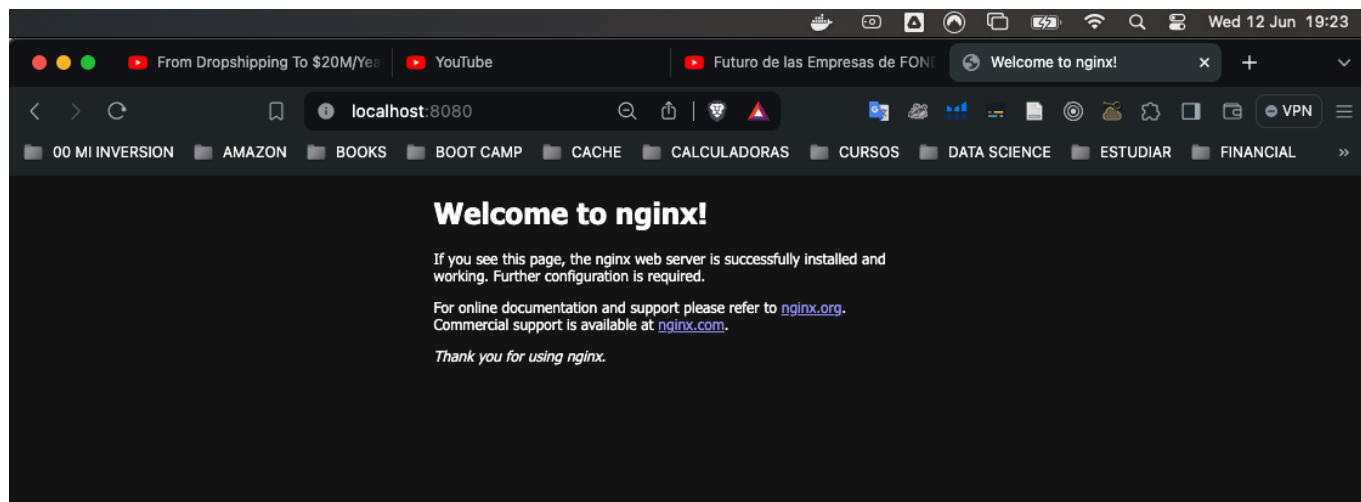 Wed 12 Jun 19:23
From Dropshipping To $20M/Yea
YouTube
Futuro de las Empresas de FOND
Welcome to nginx!
localhost:8080
VPN
00 MI INVERSION
AMAZON
BOOKS
BOOT CAMP
CACHE
CALCULADORAS
CURSOS
DATA SCIENCE
ESTUDIAR
FINANCIAL
Welcome to nginx!
If you see this page, the nginx web server is successfully installed and
working. Further configuration is required.
For online documentation and support please refer to nginx.org.
Commercial support is available at nginx.com.
Thank you for using nginx.